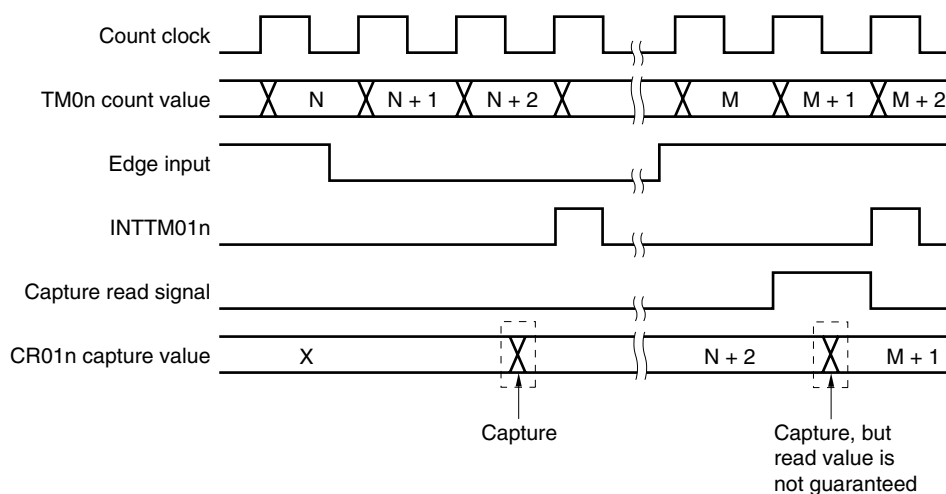 Count clock
TM0n count value
N
N + 1
N + 2
M
M + 1
M + 2
Edge input
INTTM01n
Capture read signal
CR01n capture value
X
N + 2
M + 1
Capture
Capture, but
read value is
not guaranteed